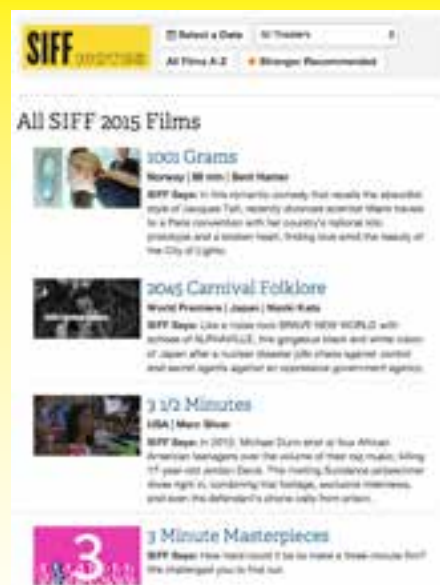 SIFF
Select a Date
All Films A-Z Stranger Recommended
All SIFF 2015 Films
1001 Grams
Norway | 88 min | Bent Hamer
SIFF Says: In this romantic comedy that recalls the absurdist
style of Jacques Tati, recently divorced scientist Marie travels
to a Paris convention with her country's national kilo
prototype and a broken heart, finding love amid the beauty of
the City of Lights.
2045 Carnival Folklore
World Premiere | Japan | Naoki Kato
SIFF Says: Like a noise rock BRAVE NEW WORLD with
echoes of ALPHAVILLE, this gorgeous black and white vision
of Japan after a nuclear disaster pits chaos against control
and secret agents against an oppressive government agency.
3 1/2 Minutes
USA | Marc Silver
SIFF Says: In 2012, Michael Dunn shot at four African
American teenagers over the volume of their rap music, killing
17 year-old Jordan Davis. The riveting Sundance prizewinner
dives right in, combining trial footage, exclusive interviews,
and even the defendant's phone calls from prison.
3
3 Minute Masterpieces
SIFF Says: How hard could it be to make a three-minute film?
We challenged you to find out.